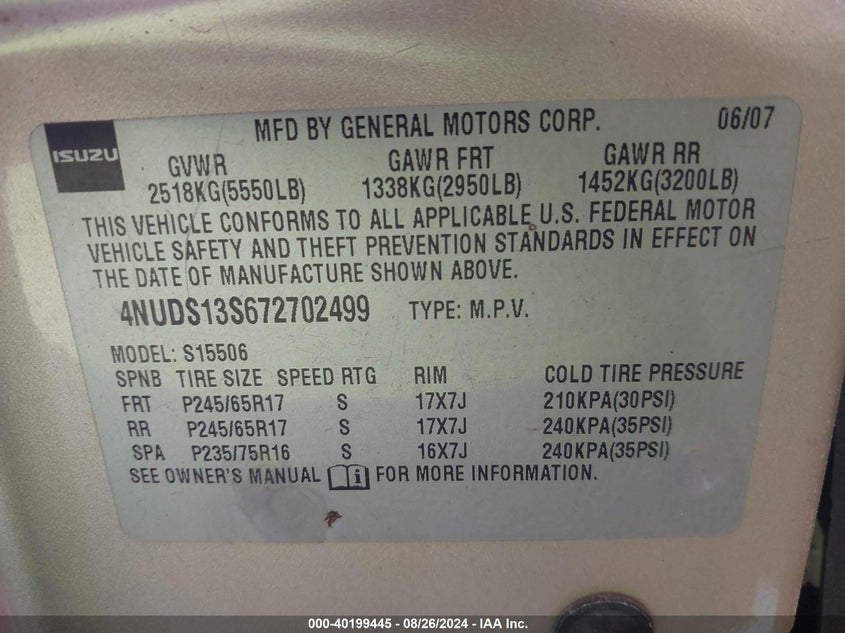 MFD BY GENERAL MOTORS CORP. 06/07
ISUZU
GVWR GAWR FRT GAWR RR
2518KG(5550LB) 1338KG(2950LB) 1452KG(3200LB)
THIS VEHICLE CONFORMS TO ALL APPLICABLE U.S. FEDERAL MOTOR
VEHICLE SAFETY AND THEFT PREVENTION STANDARDS IN EFFECT ON
THE DATE OF MANUFACTURE SHOWN ABOVE.
4NUDS13S672702499 TYPE: M.P.V.
MODEL: S15506
SPNB TIRE SIZE SPEED RTG RIM COLD TIRE PRESSURE
FRT P245/65R17 S 17X7J 210KPA(30PSI)
RR P245/65R17 S 17X7J 240KPA(35PSI)
SPA P235/75R16 S 16X7J 240KPA(35PSI)
SEE OWNER'S MANUAL FOR MORE INFORMATION.
000-40199445 - 08/26/2024 - IAA Inc.